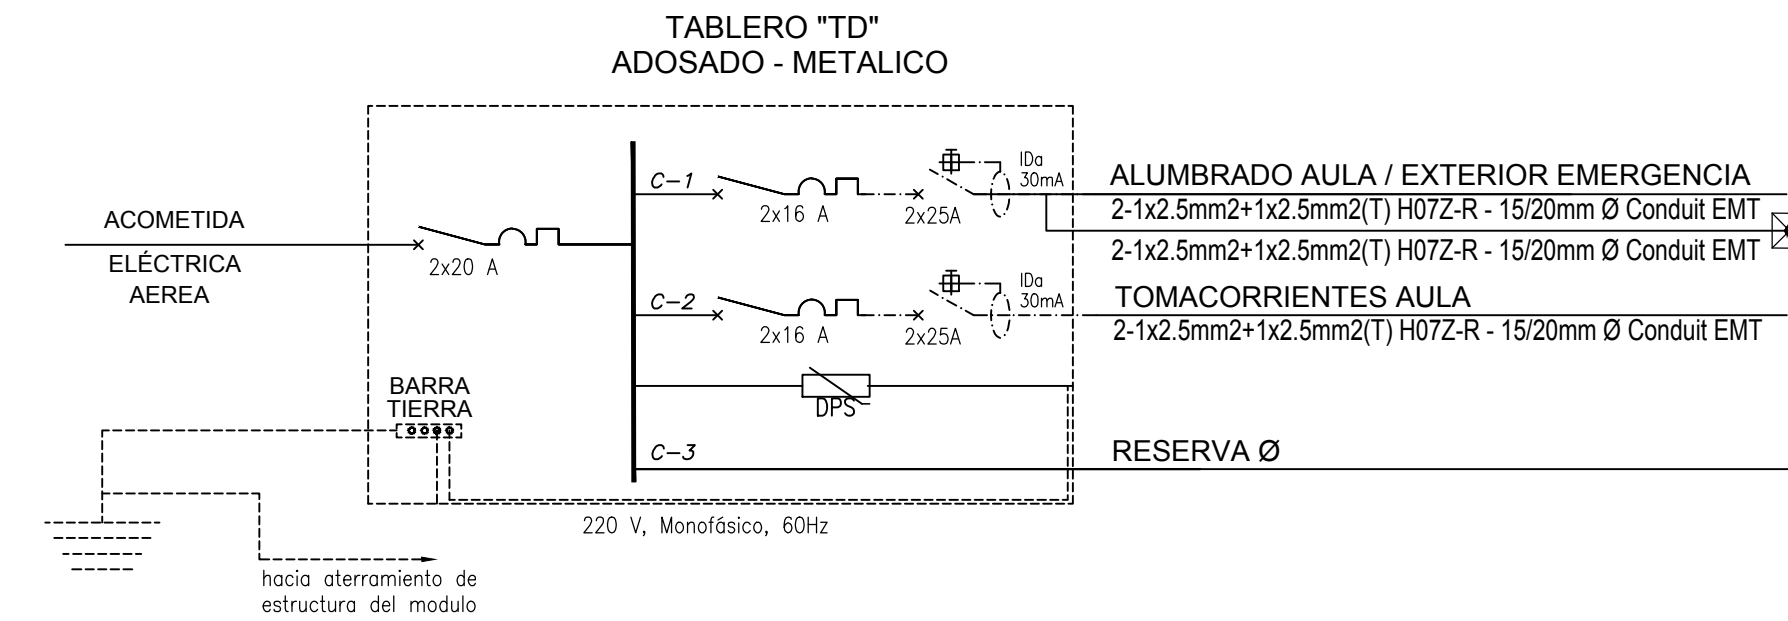 TABLERO "TD"
ADOSADO - METALICO
ACOMETIDA
ELÉCTRICA
AEREA
2x20 A
C-1
2x16 A
2x25A
IDa
30mA
ALUMBRADO AULA / EXTERIOR EMERGENCIA
2-1x2.5mm2+1x2.5mm2(T) H07Z-R - 15/20mm Ø Conduit EMT
2-1x2.5mm2+1x2.5mm2(T) H07Z-R - 15/20mm Ø Conduit EMT
C-2
2x16 A
2x25A
IDa
30mA
TOMACORRIENTES AULA
2-1x2.5mm2+1x2.5mm2(T) H07Z-R - 15/20mm Ø Conduit EMT
DPS
BARRA
TIERRA
C-3
RESERVA Ø
220 V, Monofásico, 60Hz
hacia aterramiento de
estructura del modulo